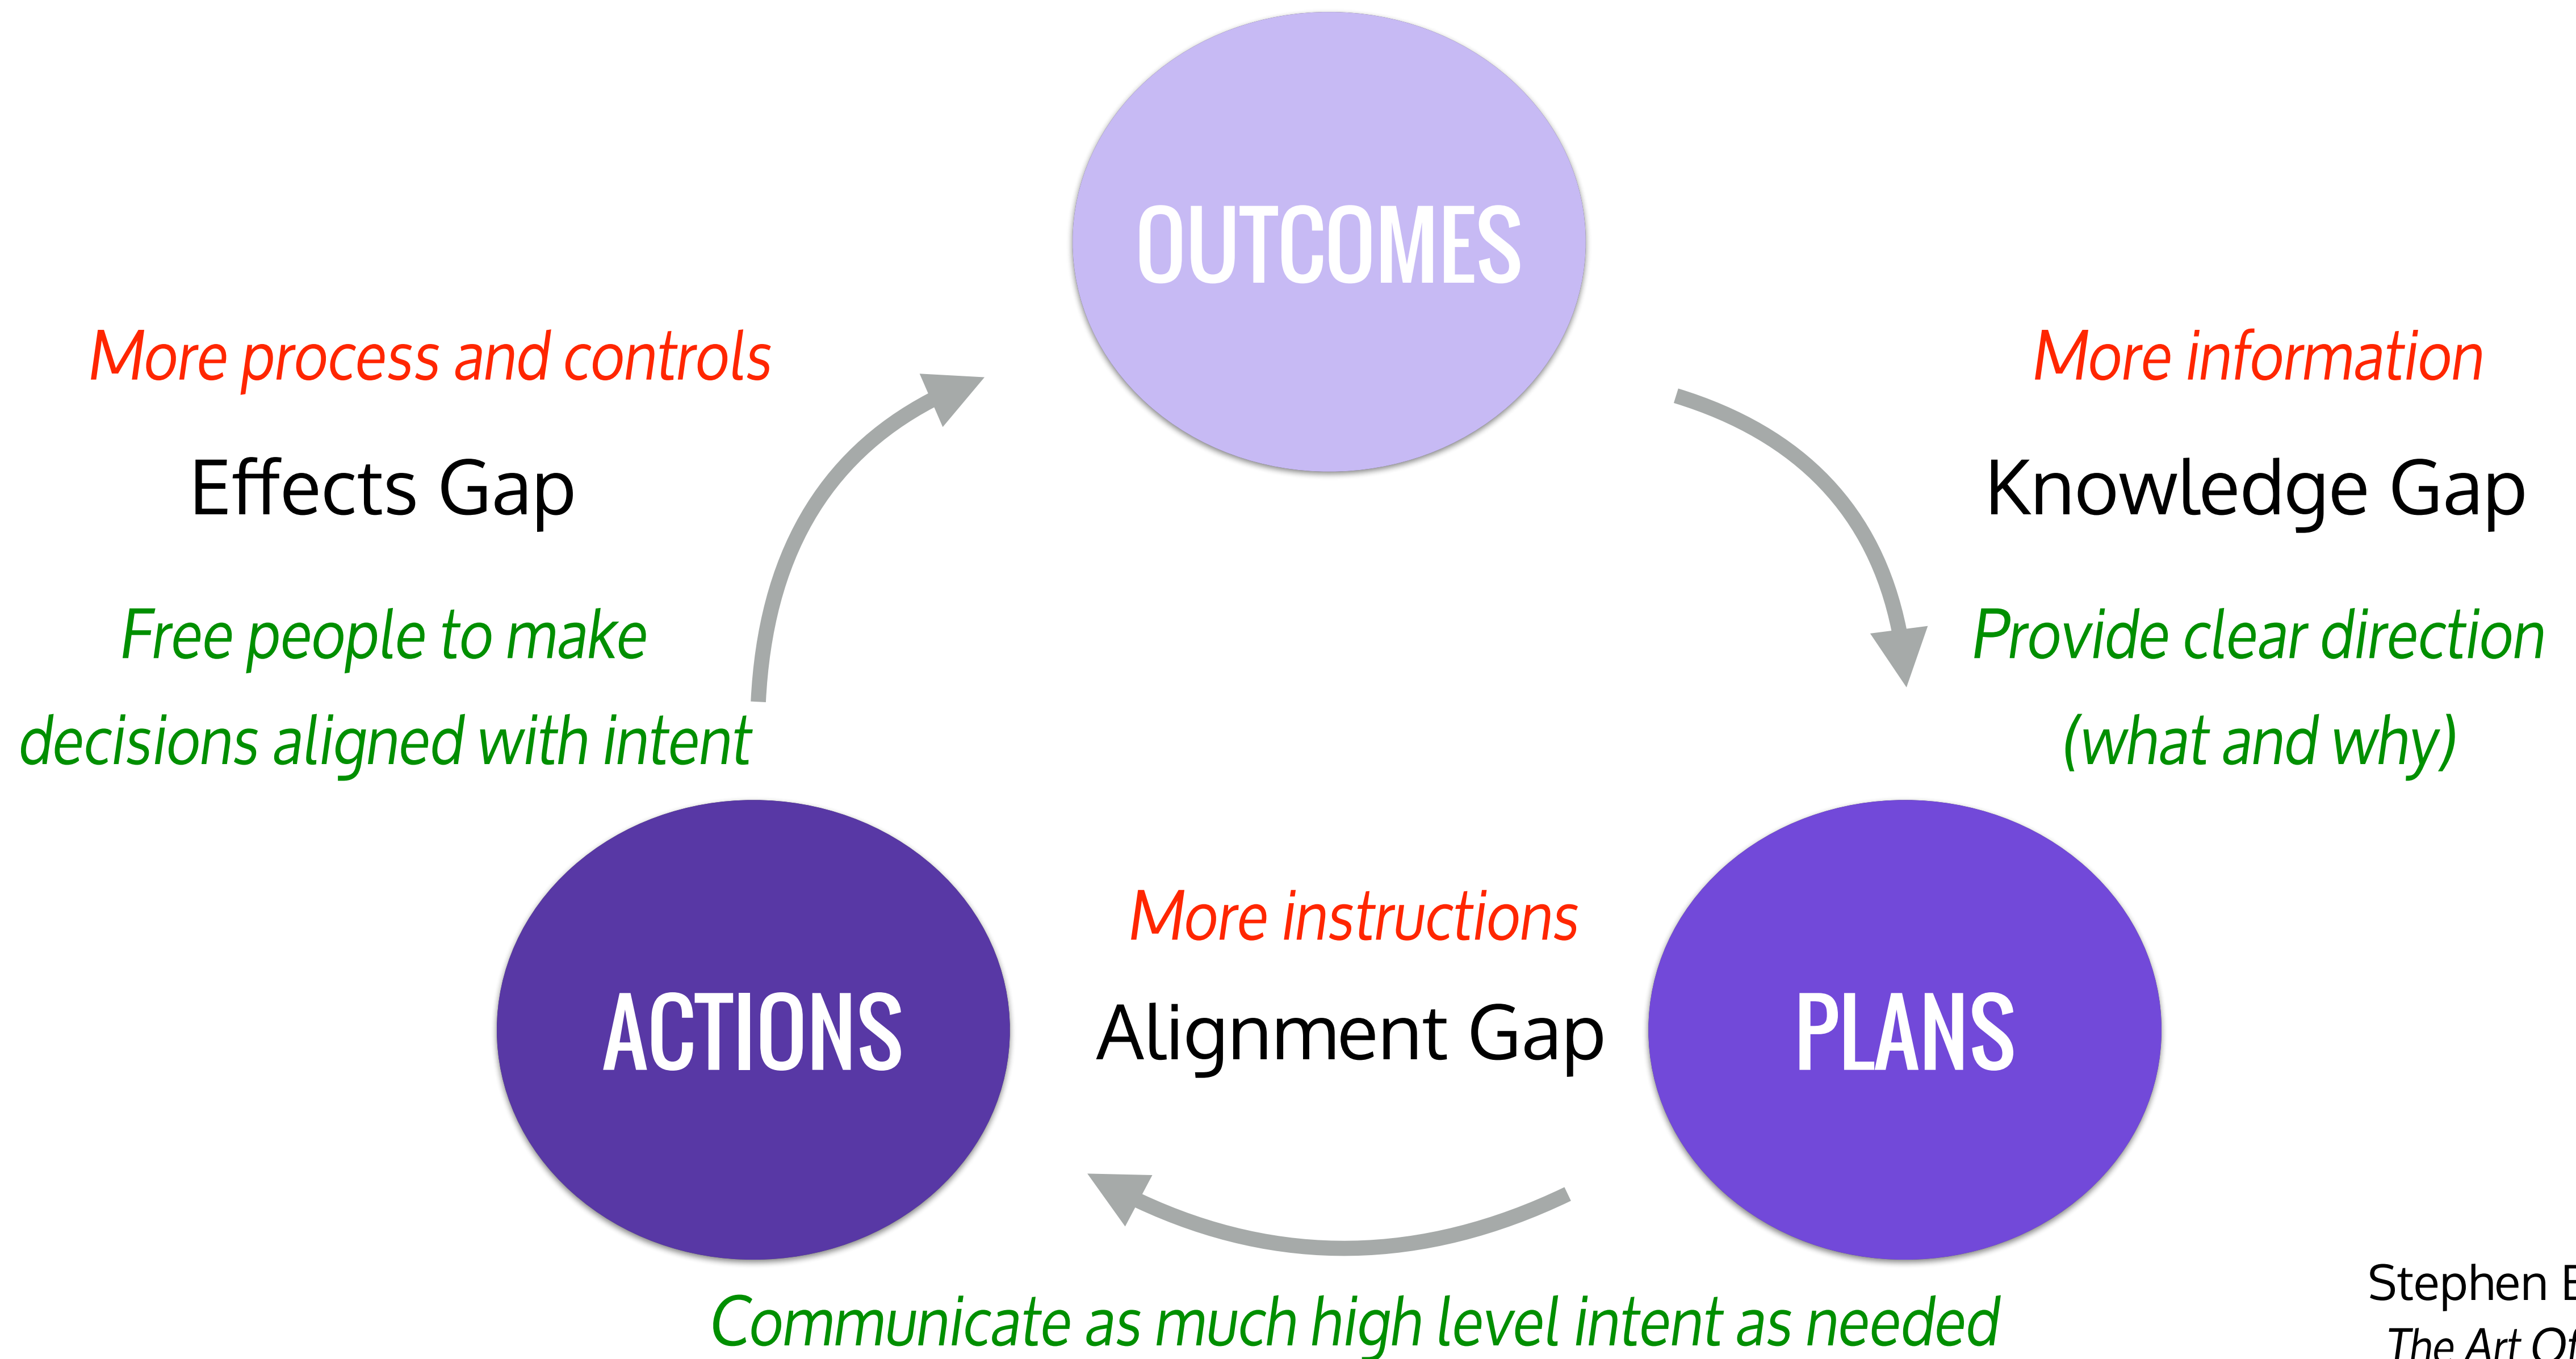 OUTCOMES
More process and controls
Effects Gap
Free people to make
decisions aligned with intent
More information
Knowledge Gap
Provide clear direction
(what and why)
More instructions
Alignment Gap
ACTIONS
PLANS
Communicate as much high level intent as needed
Stephen
The Art